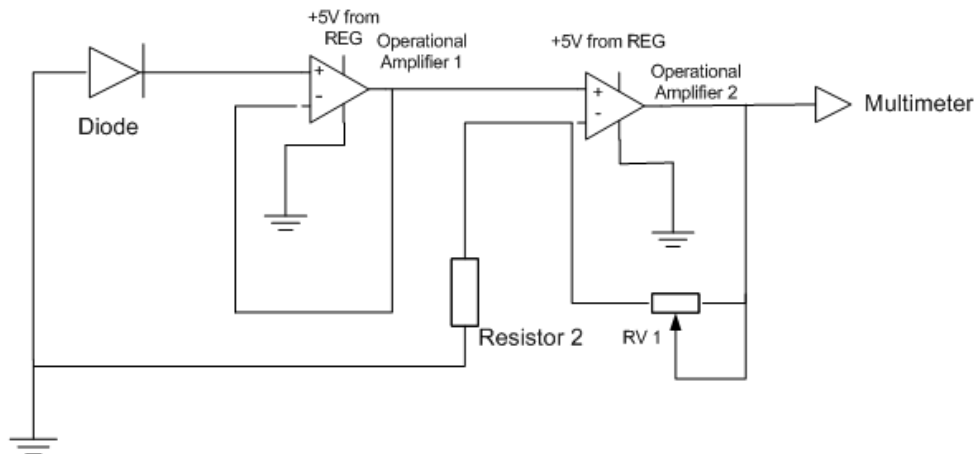 +5V from
REG
Operational
Amplifier 1
+5V from REG
Operational
Amplifier 2
Multimeter
Diode
+
-
+
-
Resistor 2
RV 1